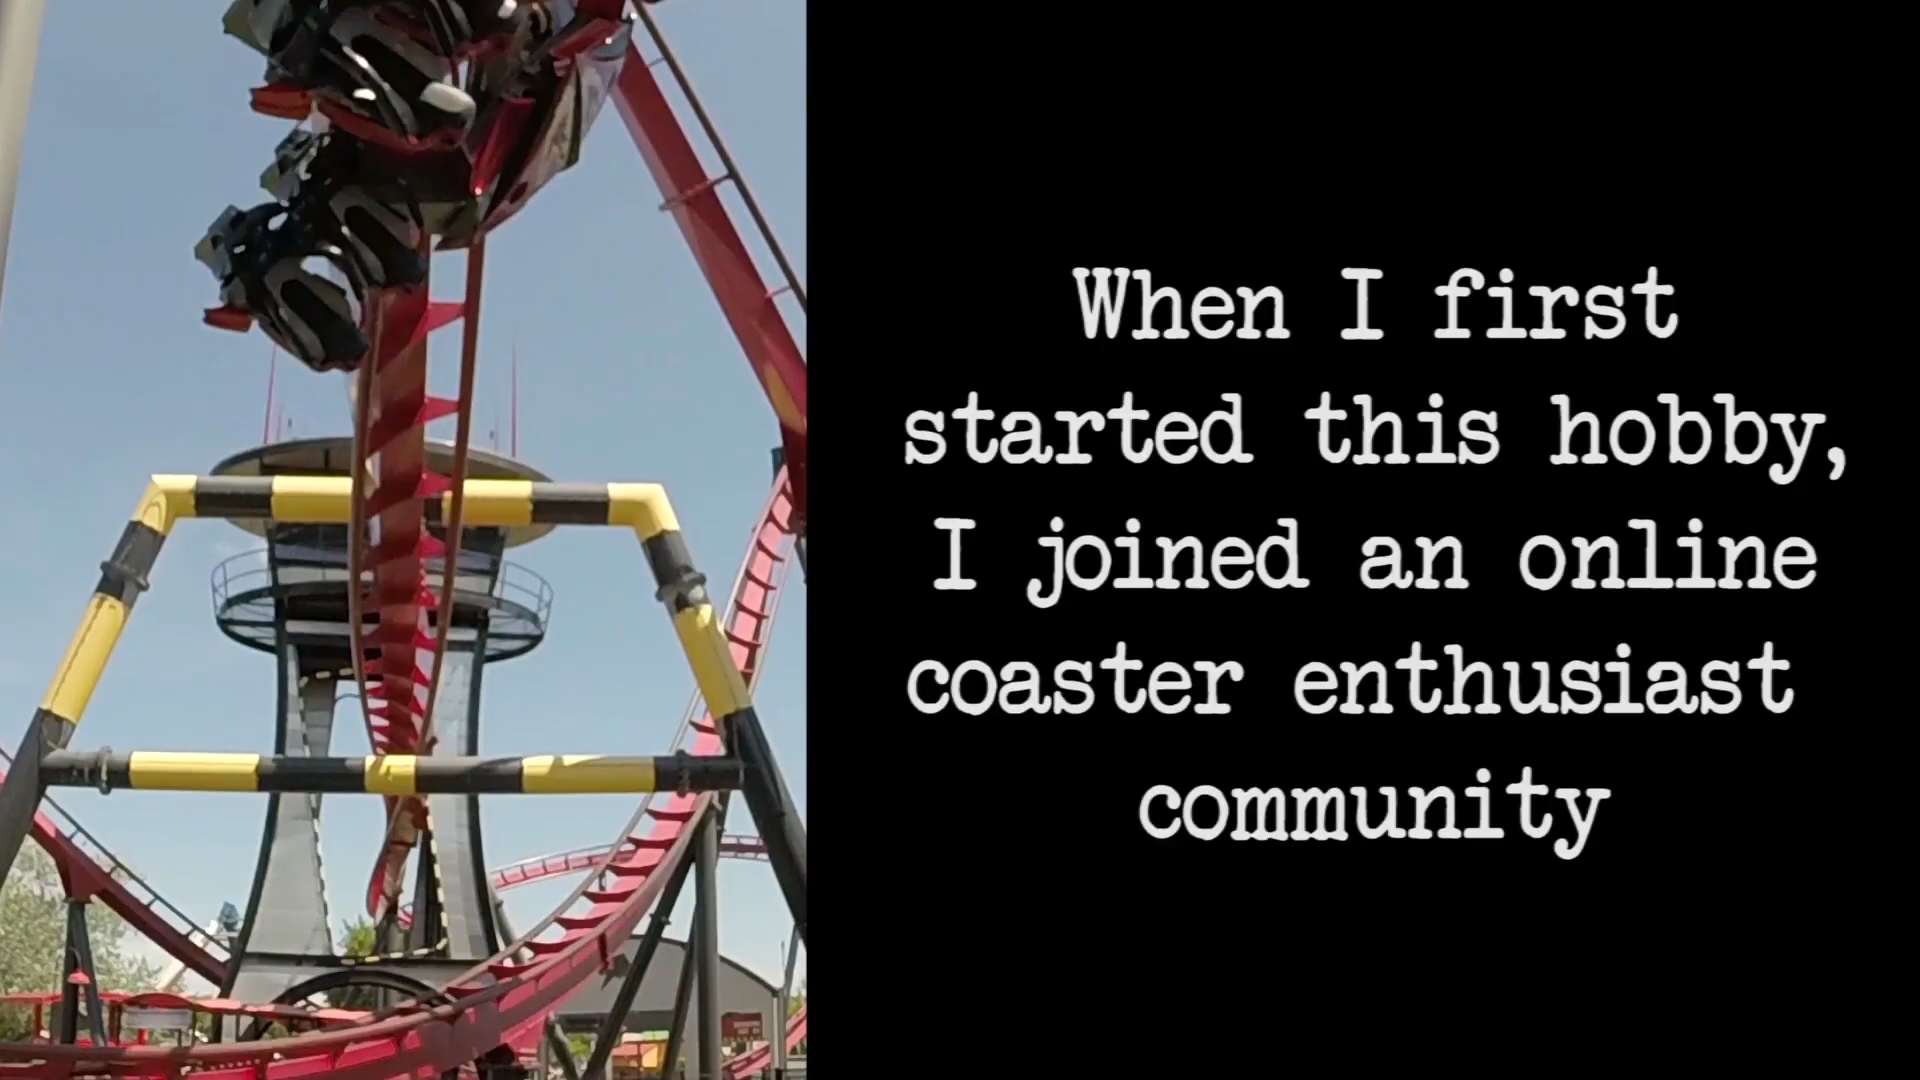 When I first
started this hobby,
I joined an online
coaster enthusiast
community